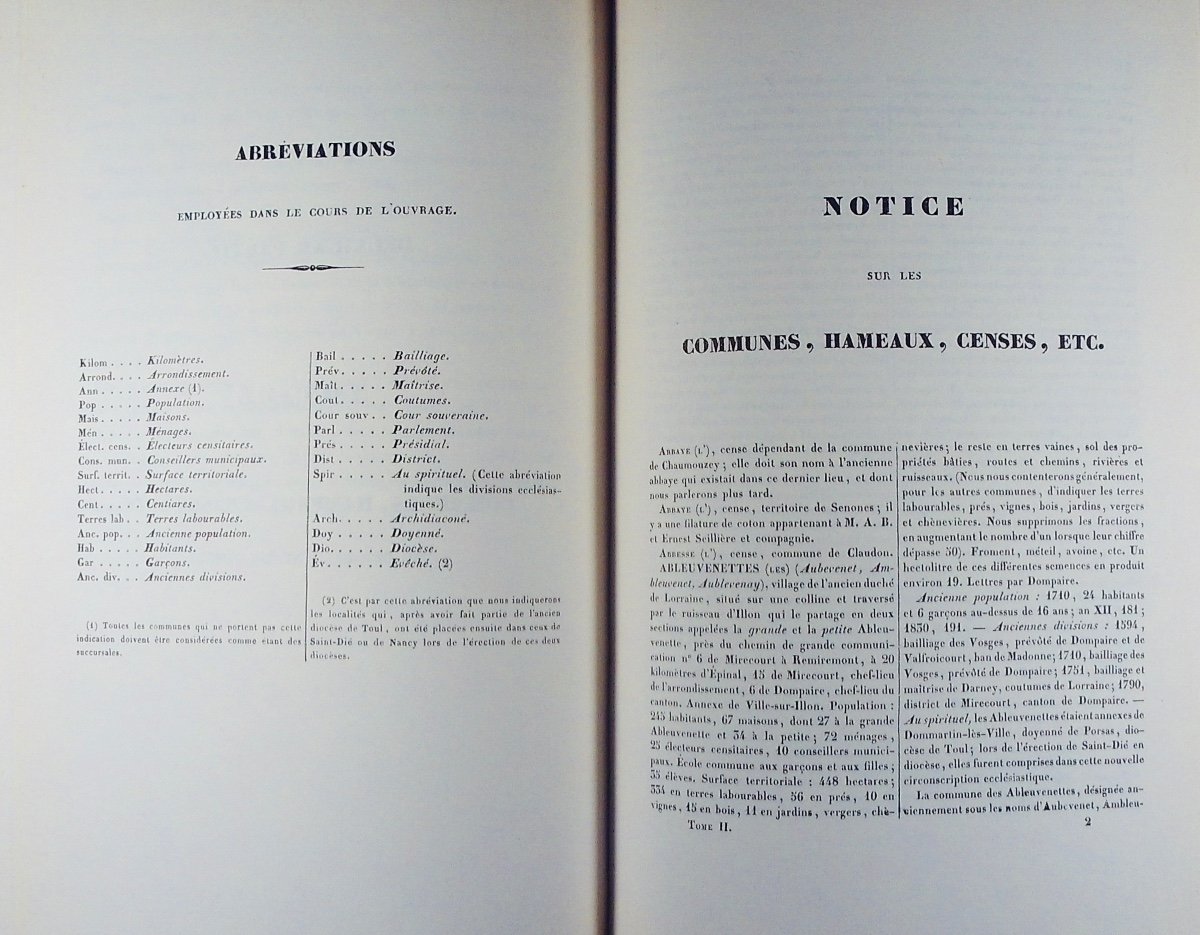 ABRÉVIATIONS
EMPLOYÉES DANS LE COURS DE L'OUVRAGE.
Kilom . . . . Kilomètres.
Arrond. . . . Arrondissement.
Ann . . . . . Annexe (1).
Pop . . . . . Population.
Mais . . . . . Maisons.
Mén . . . . . Ménages.
Élect. cens. . Électeurs censitaires.
Cons. mun. . Conseillers municipaux.
Surf. territ. . Surface territoriale.
Hect. . . . . Hectares.
Cent. . . . . Centiares.
Terres lab. . Terres labourables.
Anc. pop. . . Ancienne population.
Hab . . . . . Habitants.
Gar . . . . . Garçons.
Anc. div. . . Anciennes divisions.
(1) Toutes les communes qui ne portent pas cette
indication doivent être considérées comme étant des
succursales.
Bail . . . . . Bailliage.
Prév. . . . . Prévôté.
Maît. . . . . Maîtrise.
Cout. . . . . Coutumes.
Cour souv . . Cour souveraine.
Parl . . . . . Parlement.
Prés . . . . . Présidial.
Dist . . . . . District.
Spir . . . . . Au spirituel. (Cette abréviation
indique les divisions ecclésias-
tiques.)
Arch. . . . . Archidiaconé.
Doy . . . . . Doyenné.
Dio. . . . . . Diocèse.
Év. . . . . . Evêché. (2)
(2) C'est par cette abréviation que nous indiquerons
les localités qui, après avoir fait partie de l'ancien
diocèse de Toul, ont été placées ensuite dans ceux de
Saint-Dié ou de Nancy lors de l'érection de ces deux
diocèses.
NOTICE
SUR LES
COMMUNES, HAMEAUX, CENSES, ETC.
ABBAYE (L'), cense dépendant de la commune
de Chaumouzey; elle doit son nom à l'ancienne
abbaye qui existait dans ce dernier lieu, et dont
nous parlerons plus tard.
ABBAYE (L'), cense, territoire de Senones; il
y a une filature de coton appartenant à M. A. B.
et Ernest Seillière et compagnie.
ABBESSE (L'), cense, commune de Claudon.
ABLEUVENETTES (LES) (Aubevenet, Am-
bleuvenet, Aublevenay), village de l'ancien duché
de Lorraine, situé sur une colline et traversé
par le ruisseau d'Illon qui le partage en deux
sections appelées la grande et la petite Ableu-
venette, près du chemin de grande communi-
cation n° 6 de Mirecourt à Remiremont, à 20
kilomètres d'Épinal, 15 de Mirecourt, chef-lieu
de l'arrondissement, 6 de Dompaire, chef-lieu du
canton. Annexe de Ville-sur-Illon. Population :
245 habitants, 67 maisons, dont 27 à la grande
Ableuvenette et 34 à la petite; 72 ménages,
25 électeurs censitaires, 10 conseillers munici-
paux. École commune aux garçons et aux filles;
35 élèves. Surface territoriale : 448 hectares;
334 en terres labourables, 56 en prés, 10 en
vignes, 15 en bois, 11 en jardins, vergers, chè-
nevières; le reste en terres vaines, sol des pro-
priétés bâties, routes et chemins, rivières et
ruisseaux. (Nous nous contenterons généralement,
pour les autres communes, d'indiquer les terres
labourables, prés, vignes, bois, jardins, vergers
et chènevières. Nous supprimons les fractions,
en augmentant le nombre d'un lorsque leur chiffre
dépasse 50). Froment, méteil, avoine, etc. Un
hectolitre de ces différentes semences en produit
environ 19. Lettres par Dompaire.
Ancienne population : 1710, 24 habitants
et 6 garçons au-dessus de 16 ans; an XII, 181;
1830, 191. — Anciennes divisions : 1594,
bailliage des Vosges, prévôté de Dompaire et de
Valfroicourt, ban de Madonne; 1710, bailliage des
Vosges, prévôté de Dompaire; 1751, bailliage et
maîtrise de Darney, coutumes de Lorraine; 1790,
district de Mirecourt, canton de Dompaire. —
Au spirituel, les Ableuvenettes étaient annexes de
Dommartin-lès-Ville, doyenné de Porsas, dio-
cèse de Toul; lors de l'érection de Saint-Dié en
diocèse, elles furent comprises dans cette nouvelle
circonscription ecclésiastique.
La commune des Ableuvenettes, désignée an-
ciennement sous les noms d'Aubevenet, Ambleu-
TOME II.
2